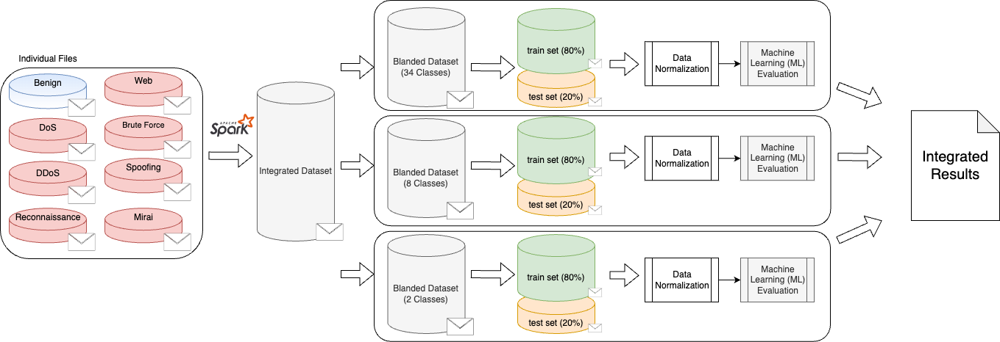 Individual Files
Benign
Web
DoS
Brute Force
DDoS
Spoofing
Reconnaissance
Mirai
APACHE
Spark
Integrated Dataset
Blanded Dataset
(34 Classes)
train set (80%)
test set (20%)
Data
Normalization
Machine
Learning (ML)
Evaluation
Blanded Dataset
(8 Classes)
train set (80%)
test set (20%)
Data
Normalization
Machine
Learning (ML)
Evaluation
Blanded Dataset
(2 Classes)
train set (80%)
test set (20%)
Data
Normalization
Machine
Learning (ML)
Evaluation
Integrated
Results